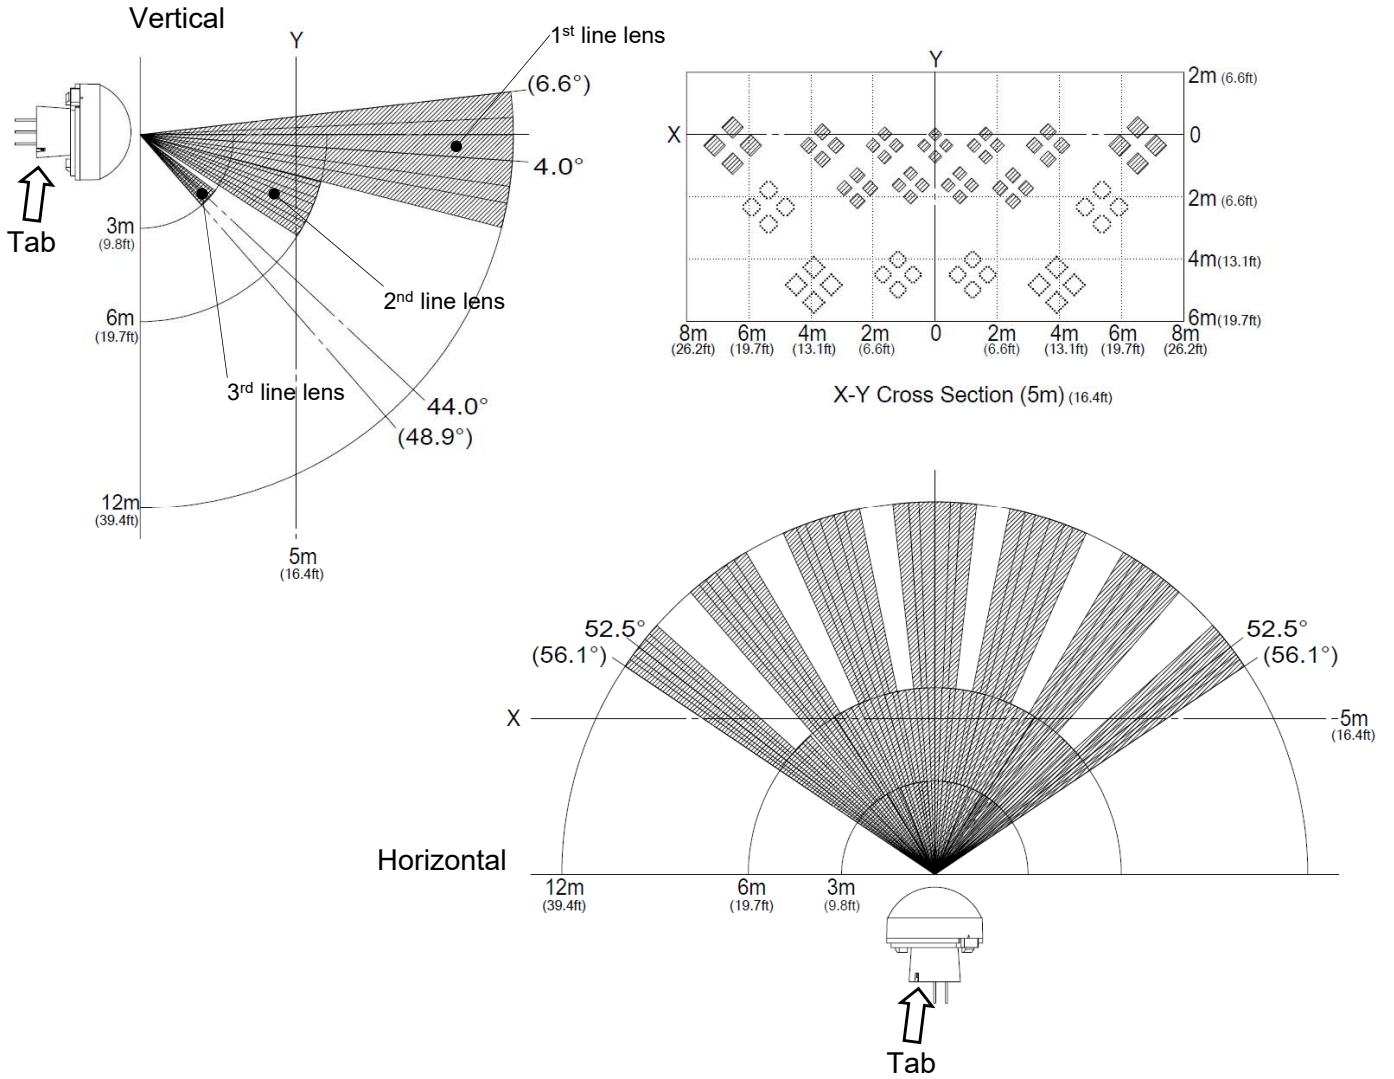 Vertical
Y
1st line lens
(6.6°)
4.0°
Tab
3m
(9.8ft)
2nd line lens
6m
(19.7ft)
3rd line lens
44.0°
(48.9°)
12m
(39.4ft)
5m
(16.4ft)
Y
2m (6.6ft)
X
0
2m (6.6ft)
4m(13.1ft)
6m(19.7ft)
8m 6m 4m 2m 0 2m 4m 6m 8m
(26.2ft) (19.7ft) (13.1ft) (6.6ft) (6.6ft) (13.1ft) (19.7ft) (26.2ft)
X-Y Cross Section (5m) (16.4ft)
52.5°
(56.1°)
52.5°
(56.1°)
X
5m
(16.4ft)
Horizontal
12m 6m 3m
(39.4ft) (19.7ft) (9.8ft)
Tab